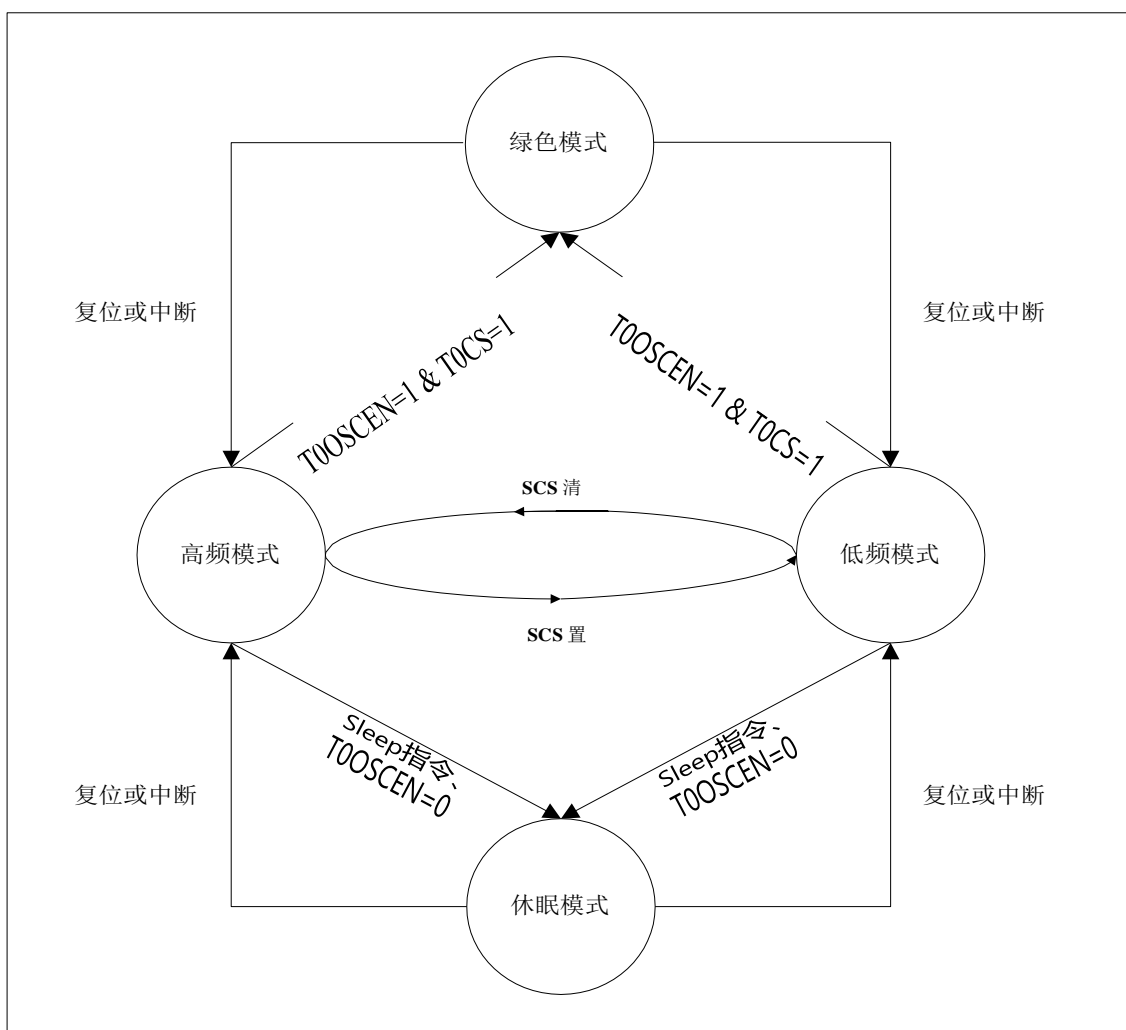 绿色模式
复位或中断
复位或中断
T0OSCEN=1 & T0CS=1
T0OSCEN=1 & T0CS=1
SCS 清
高频模式
低频模式
SCS 置
Sleep指令、
T0OSCEN=0
Sleep指令、
T0OSCEN=0
复位或中断
复位或中断
休眠模式